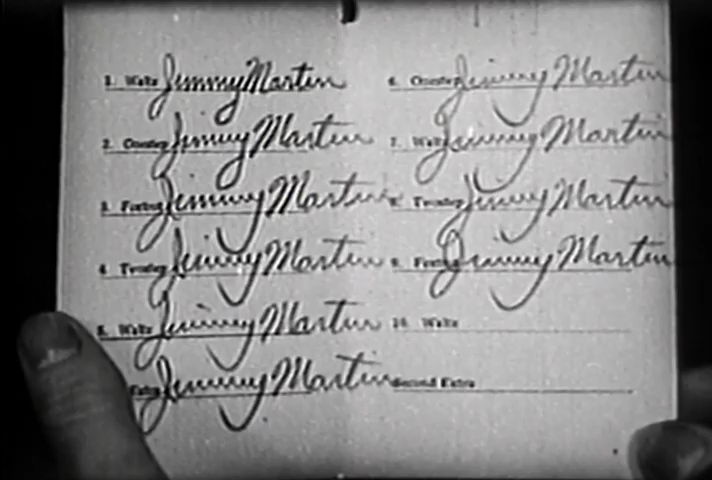 1. Waltz Jimmy Martin
2. Onestep Jimmy Martin
3. Foxtrot Jimmy Martin
4. Twostep Jimmy Martin
5. Waltz Jimmy Martin
Extra Jimmy Martin
6. Onestep Jimmy Martin
7. Waltz Jimmy Martin
8. Twostep Jimmy Martin
9. Foxtrot Jimmy Martin
10. Waltz
Second Extra